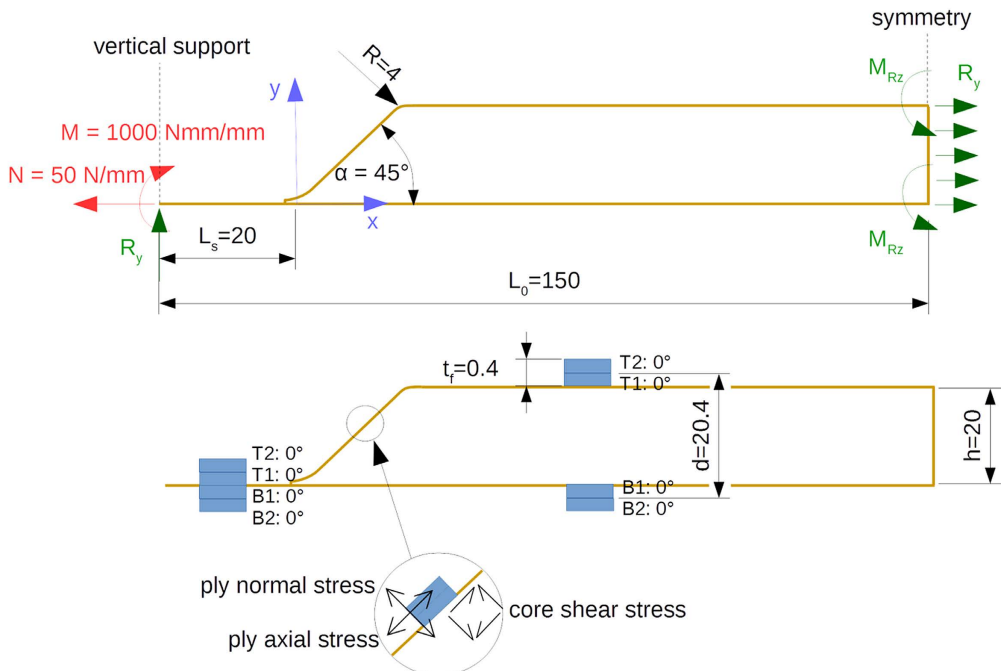 symmetry
vertical support
R=4
M_Rz
R_y
y
M = 1000 Nmm/mm
N = 50 N/mm
α = 45°
x
R_y
L_s=20
M_Rz
L_0=150
t_f=0.4
T2: 0°
T1: 0°
d=20.4
h=20
T2: 0°
T1: 0°
B1: 0°
B2: 0°
B1: 0°
B2: 0°
ply normal stress
core shear stress
ply axial stress